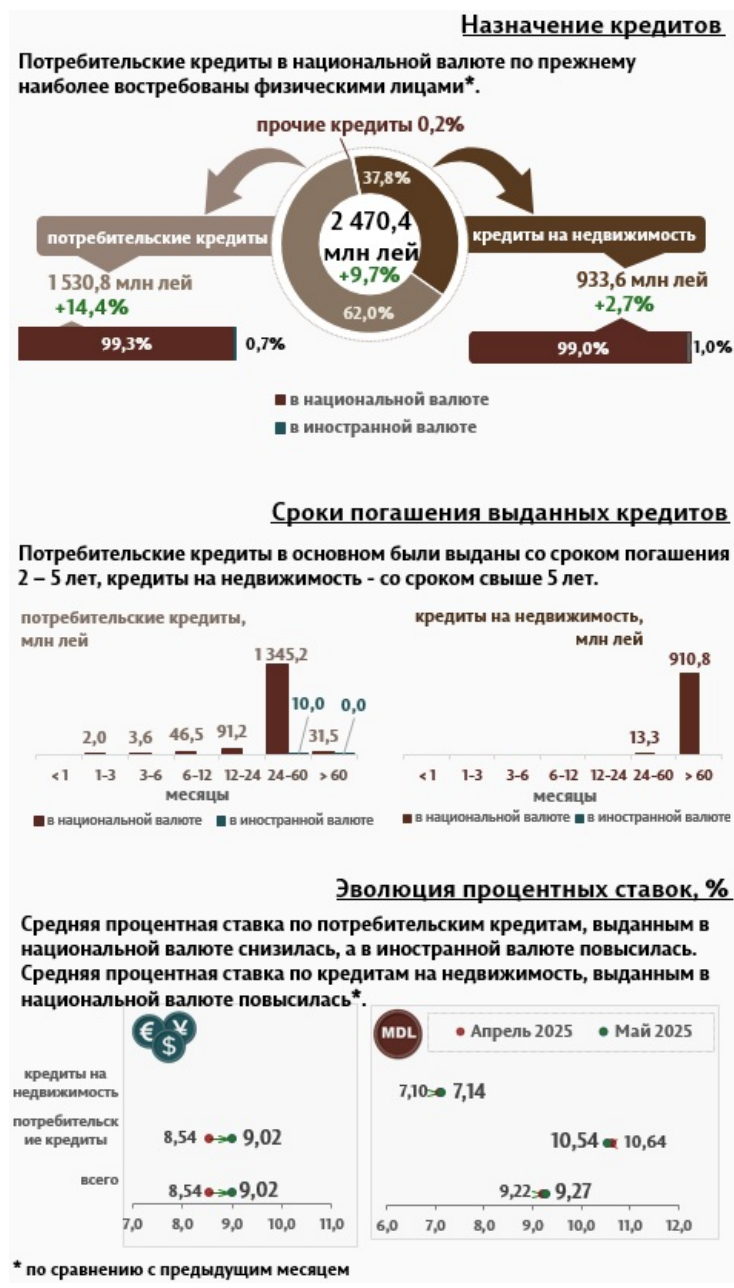 Назначение кредитов
Потребительские кредиты в национальной валюте по прежнему
наиболее востребованы физическими лицами*.
прочие кредиты 0,2%
37,8%
2 470,4
млн лей
+9,7%
62,0%
потребительские кредиты
кредиты на недвижимость
1 530,8 млн лей
+14,4%
933,6 млн лей
+2,7%
99,3%
0,7%
99,0%
1,0%
в национальной валюте
в иностранной валюте
Сроки погашения выданных кредитов
Потребительские кредиты в основном были выданы со сроком погашения
2 – 5 лет, кредиты на недвижимость - со сроком свыше 5 лет.
потребительские кредиты,
млн лей
1 345,2
10,0
0,0
2,0
3,6
46,5
91,2
31,5
< 1
1-3
3-6
6-12
12-24
24-60
> 60
месяцы
в национальной валюте
в иностранной валюте
кредиты на недвижимость,
млн лей
910,8
13,3
< 1
1-3
3-6
6-12
12-24
24-60
> 60
месяцы
в национальной валюте
в иностранной валюте
Эволюция процентных ставок, %
Средняя процентная ставка по потребительским кредитам, выданным в
национальной валюте снизилась, а в иностранной валюте повысилась.
Средняя процентная ставка по кредитам на недвижимость, выданным в
национальной валюте повысилась*.
€ ¥
$
MDL
Апрель 2025
Май 2025
кредиты на
недвижимость
7,10
7,14
потребительск
ие кредиты
8,54
9,02
10,54
10,64
всего
8,54
9,02
9,22
9,27
7,0
8,0
9,0
10,0
11,0
6,0
7,0
8,0
9,0
10,0
11,0
12,0
* по сравнению с предыдущим месяцем